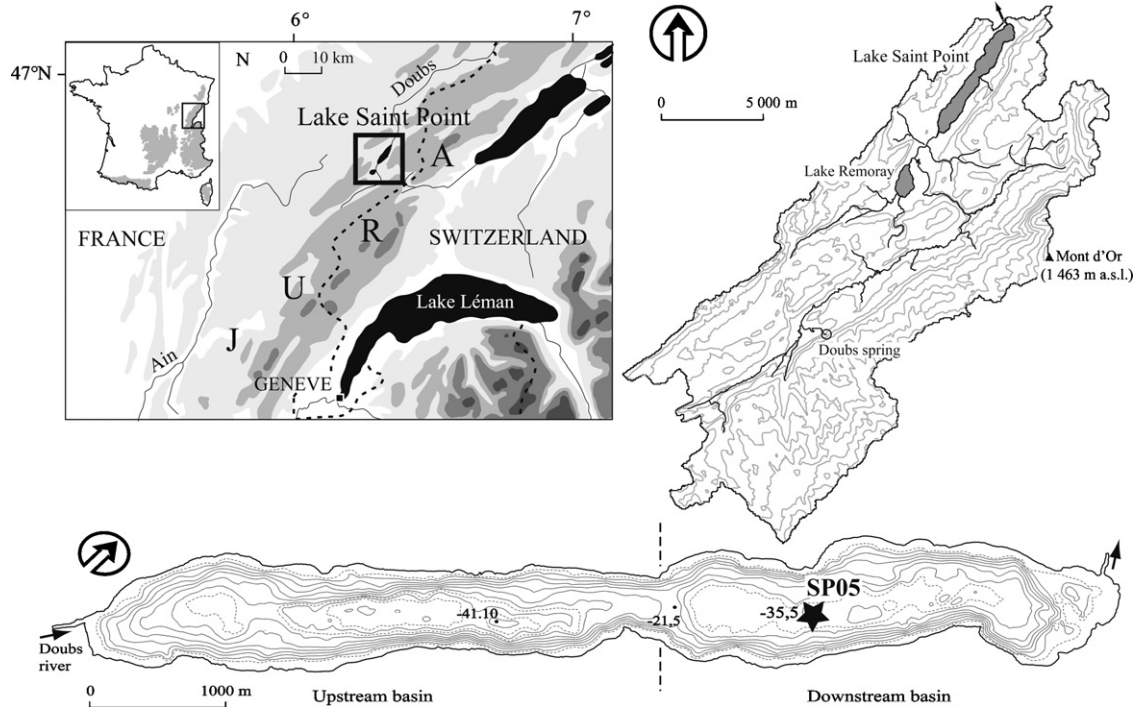 6°
7°
47°N
N
0 10 km
Doubs
Lake Saint Point
A
R
FRANCE
SWITZERLAND
U
Lake Léman
J
Ain
GENEVE
Lake Saint Point
0 5 000 m
Lake Remoray
Mont d'Or
(1 463 m a.s.l.)
Doubs spring
SP05
-41.10
-21,5
-35,5
Doubs
river
0 1000 m
Upstream basin
Downstream basin